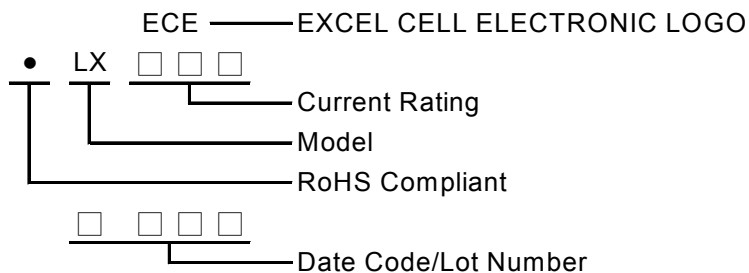 ECE EXCEL CELL ELECTRONIC LOGO
● LX □ □ □
Current Rating
Model
RoHS Compliant
□ □ □ □
Date Code/Lot Number